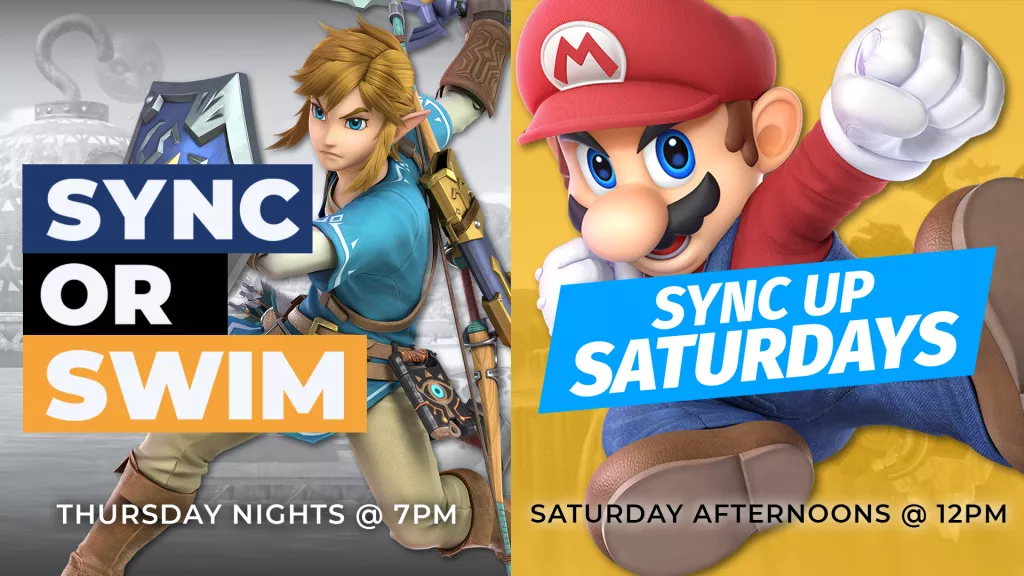 SYNC
OR
SWIM
THURSDAY NIGHTS @ 7PM
M
SYNC UP
SATURDAYS
SATURDAY AFTERNOONS @ 12PM